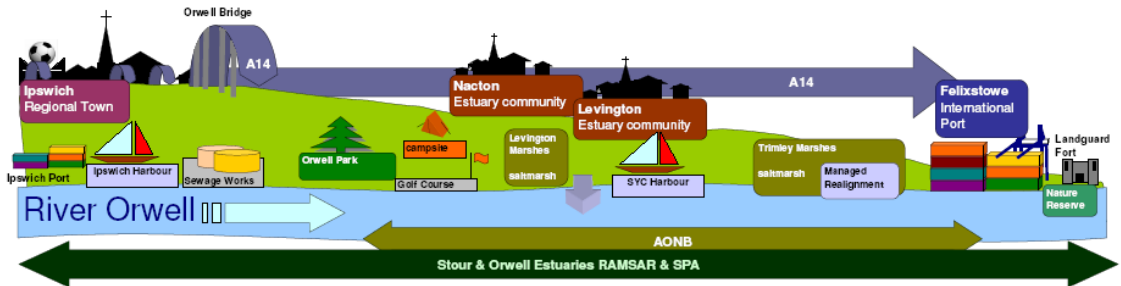 Orwell Bridge
A14
A14
Ipswich
Regional Town
Nacton
Estuary community
Levington
Estuary community
Felixstowe
International
Port
Landguard
Fort
Ipswich Port
Ipswich Harbour
Sewage Works
Orwell Park
campsite
Golf Course
Levington
Marshes
saltmarsh
SYC Harbour
Trimley Marshes
saltmarsh
Managed
Realignment
Nature
Reserve
River Orwell
AONB
Stour & Orwell Estuaries RAMSAR & SPA